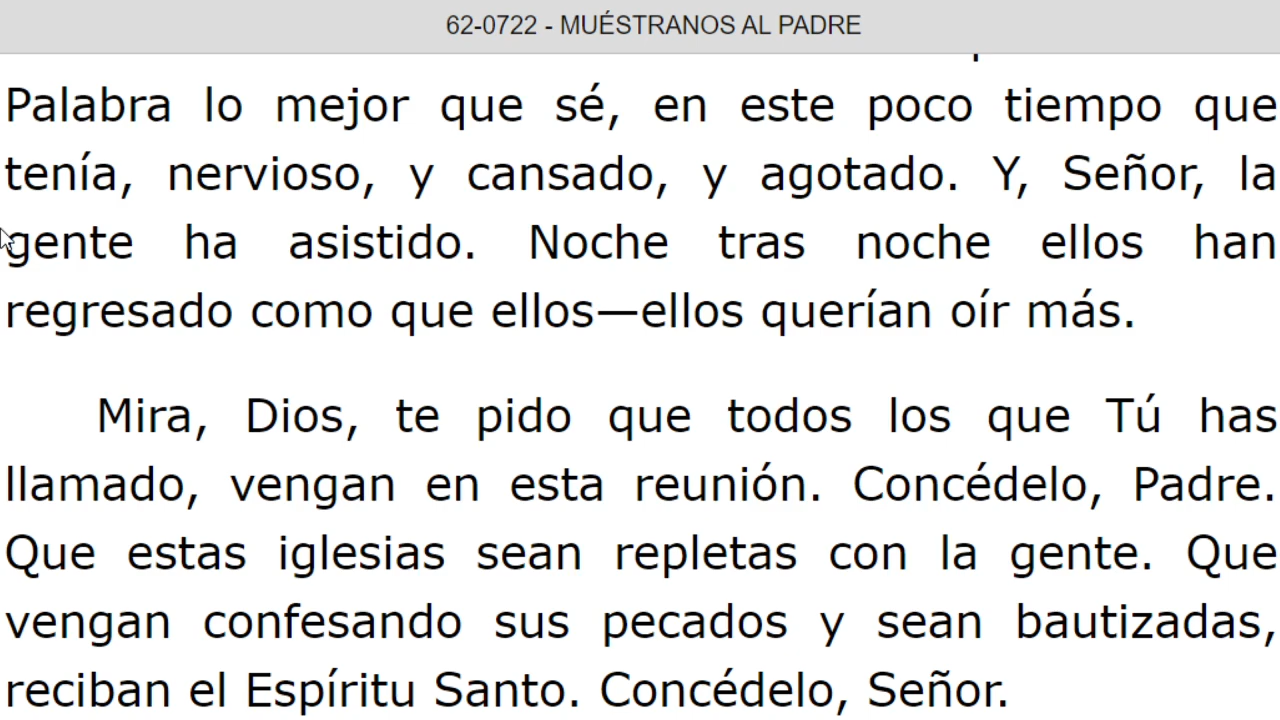 62-0722 - MUÉSTRANOS AL PADRE
Palabra lo mejor que sé, en este poco tiempo que
tenía, nervioso, y cansado, y agotado. Y, Señor, la
gente ha asistido. Noche tras noche ellos han
regresado como que ellos—ellos querían oír más.
Mira, Dios, te pido que todos los que Tú has
llamado, vengan en esta reunión. Concédelo, Padre.
Que estas iglesias sean repletas con la gente. Que
vengan confesando sus pecados y sean bautizadas,
reciban el Espíritu Santo. Concédelo, Señor.